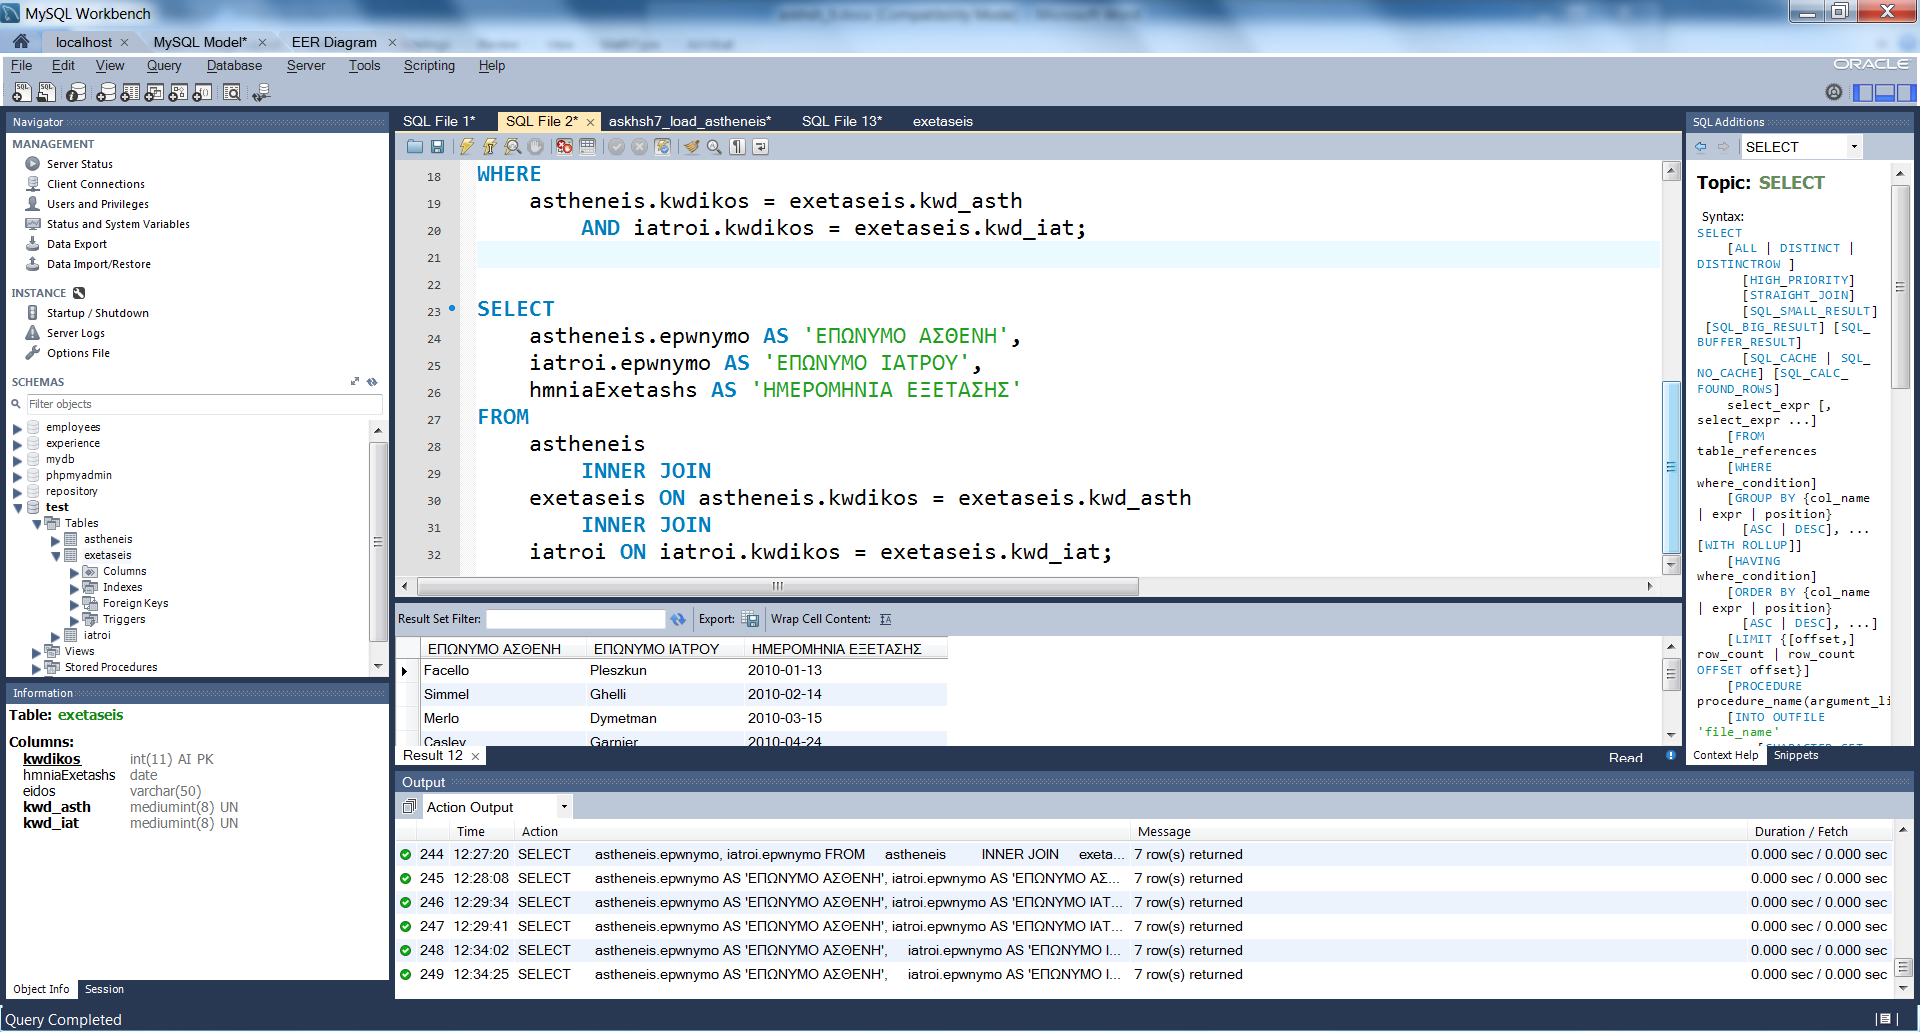 MySQL Workbench
localhost
MySQL Model*
EER Diagram
File Edit View Query Database Server Tools Scripting Help
ORACLE
Navigator
MANAGEMENT
Server Status
Client Connections
Users and Privileges
Status and System Variables
Data Export
Data Import/Restore
INSTANCE
Startup / Shutdown
Server Logs
Options File
SCHEMAS
Filter objects
employees
experience
mydb
phpmyadmin
repository
test
Tables
astheneis
exetaseis
Columns
Indexes
Foreign Keys
Triggers
iatroi
Views
Stored Procedures
Information
Table: exetaseis
Columns:
kwdikos int(11) AI PK
hmniaExetashs date
eidos varchar(50)
kwd_asth mediumint(8) UN
kwd_iat mediumint(8) UN
Object Info Session
Query Completed
SQL File 1* SQL File 2* askhsh7_load_astheneis* SQL File 13* exetaseis
18 WHERE
19 astheneis.kwdikos = exetaseis.kwd_asth
20 AND iatroi.kwdikos = exetaseis.kwd_iat;
21
22
23 SELECT
24 astheneis.epwnymo AS 'ΕΠΩΝΥΜΟ ΑΣΘΕΝΗ',
25 iatroi.epwnymo AS 'ΕΠΩΝΥΜΟ ΙΑΤΡΟΥ',
26 hmniaExetashs AS 'ΗΜΕΡΟΜΗΝΙΑ ΕΞΕΤΑΣΗΣ'
27 FROM
28 astheneis
29 INNER JOIN
30 exetaseis ON astheneis.kwdikos = exetaseis.kwd_asth
31 INNER JOIN
32 iatroi ON iatroi.kwdikos = exetaseis.kwd_iat;
Result Set Filter: Export: Wrap Cell Content:
ΕΠΩΝΥΜΟ ΑΣΘΕΝΗ ΕΠΩΝΥΜΟ ΙΑΤΡΟΥ ΗΜΕΡΟΜΗΝΙΑ ΕΞΕΤΑΣΗΣ
Facello Pleszkun 2010-01-13
Simmel Ghelli 2010-02-14
Merlo Dymetman 2010-03-15
Casley Garnier 2010-04-24
Result 12 Read
Output
Action Output
Time Action Message Duration / Fetch
244 12:27:20 SELECT astheneis.epwnymo, iatroi.epwnymo FROM astheneis INNER JOIN exeta... 7 row(s) returned 0.000 sec / 0.000 sec
245 12:28:08 SELECT astheneis.epwnymo AS 'ΕΠΩΝΥΜΟ ΑΣΘΕΝΗ', iatroi.epwnymo AS 'ΕΠΩΝΥΜΟ ΑΣ... 7 row(s) returned 0.000 sec / 0.000 sec
246 12:29:34 SELECT astheneis.epwnymo AS 'ΕΠΩΝΥΜΟ ΑΣΘΕΝΗ', iatroi.epwnymo AS 'ΕΠΩΝΥΜΟ ΙΑΤ... 7 row(s) returned 0.000 sec / 0.000 sec
247 12:29:41 SELECT astheneis.epwnymo AS 'ΕΠΩΝΥΜΟ ΑΣΘΕΝΗ', iatroi.epwnymo AS 'ΕΠΩΝΥΜΟ ΙΑΤ... 7 row(s) returned 0.000 sec / 0.000 sec
248 12:34:02 SELECT astheneis.epwnymo AS 'ΕΠΩΝΥΜΟ ΑΣΘΕΝΗ', iatroi.epwnymo AS 'ΕΠΩΝΥΜΟ Ι... 7 row(s) returned 0.000 sec / 0.000 sec
249 12:34:25 SELECT astheneis.epwnymo AS 'ΕΠΩΝΥΜΟ ΑΣΘΕΝΗ', iatroi.epwnymo AS 'ΕΠΩΝΥΜΟ Ι... 7 row(s) returned 0.000 sec / 0.000 sec
SQL Additions
SELECT
Topic: SELECT
Syntax:
SELECT
[ALL | DISTINCT |
DISTINCTROW ]
[HIGH_PRIORITY]
[STRAIGHT_JOIN]
[SQL_SMALL_RESULT]
[SQL_BIG_RESULT] [SQL_
BUFFER_RESULT]
[SQL_CACHE | SQL_
NO_CACHE] [SQL_CALC_
FOUND_ROWS]
select_expr [,
select_expr ...]
[FROM
table_references
[WHERE
where_condition]
[GROUP BY {col_name
| expr | position}
[ASC | DESC], ...
[WITH ROLLUP]]
[HAVING
where_condition]
[ORDER BY {col_name
| expr | position}
[ASC | DESC], ...]
[LIMIT {[offset,]
row_count | row_count
OFFSET offset}]
[PROCEDURE
procedure_name(argument_li
[INTO OUTFILE
'file_name'
[CHARACTER SET
Context Help Snippets